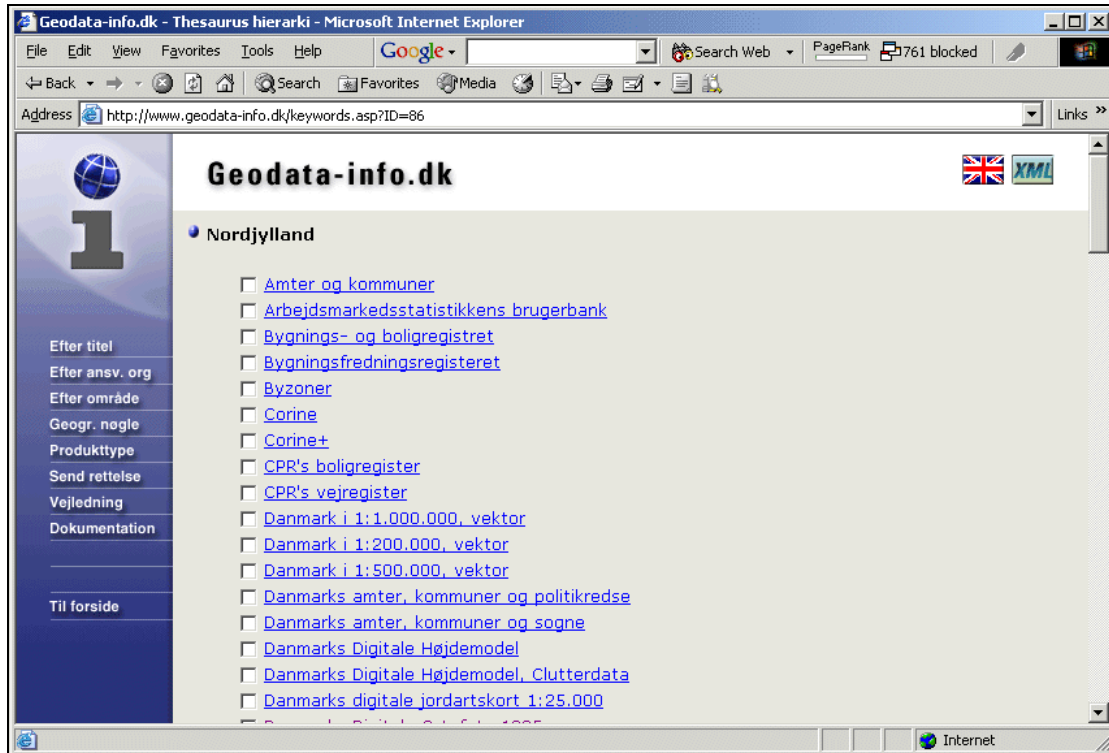 Geodata-info.dk - Thesaurus hierarki - Microsoft Internet Explorer
File Edit View Favorites Tools Help Google Search Web PageRank 761 blocked
Back Search Favorites Media
Address http://www.geodata-info.dk/keywords.asp?ID=86 Links »
Geodata-info.dk XML
i
Nordjylland
Amter og kommuner
Arbejdsmarkedsstatistikkens brugerbank
Bygnings- og boligregistret
Bygningsfredningsregisteret
Byzoner
Corine
Corine+
CPR's boligregister
CPR's vejregister
Danmark i 1:1.000.000, vektor
Danmark i 1:200.000, vektor
Danmark i 1:500.000, vektor
Danmarks amter, kommuner og politikredse
Danmarks amter, kommuner og sogne
Danmarks Digitale Højdemodel
Danmarks Digitale Højdemodel, Clutterdata
Danmarks digitale jordartskort 1:25.000
Efter titel
Efter ansv. org
Efter område
Geogr. nøgle
Produkttype
Send rettelse
Vejledning
Dokumentation
Til forside
Internet